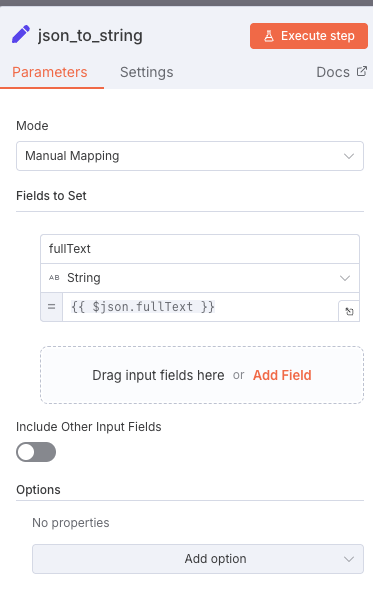 json_to_string
Execute step
Parameters
Settings
Docs
Mode
Manual Mapping
Fields to Set
fullText
AB String
= {{ $json.fullText }}
Drag input fields here or Add Field
Include Other Input Fields
Options
No properties
Add option